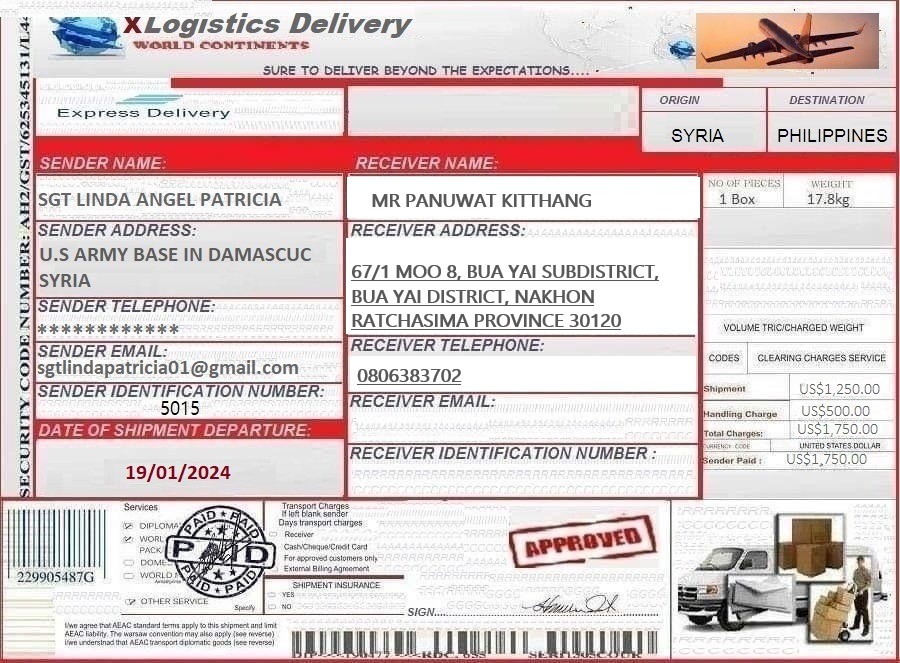 XLogistics Delivery
WORLD CONTINENTS
SURE TO DELIVER BEYOND THE EXPECTATIONS....
Express Delivery
ORIGIN
DESTINATION
SYRIA
PHILIPPINES
SENDER NAME:
RECEIVER NAME:
SGT LINDA ANGEL PATRICIA
MR PANUWAT KITTHANG
NO OF PIECES
WEIGHT
1 Box
17.8kg
SENDER ADDRESS:
RECEIVER ADDRESS:
U.S ARMY BASE IN DAMASCUC
SYRIA
67/1 MOO 8, BUA YAI SUBDISTRICT,
BUA YAI DISTRICT, NAKHON
RATCHASIMA PROVINCE 30120
SENDER TELEPHONE:
************
RECEIVER TELEPHONE:
0806383702
SENDER EMAIL:
sgtlindapatricia01@gmail.com
SENDER IDENTIFICATION NUMBER:
5015
RECEIVER EMAIL:
DATE OF SHIPMENT DEPARTURE:
19/01/2024
RECEIVER IDENTIFICATION NUMBER :
VOLUME TRIC/CHARGED WEIGHT
CODES
CLEARING CHARGES SERVICE
Shipment
US$1,250.00
Handling Charge
US$500.00
Total Charges:
US$1,750.00
CURRENCY CODE
UNITED STATES DOLLAR
Sender Paid :
US$1,750.00
SECURITY CODE NUMBER: AH2/GST/625345131/L44
229905487G
Services
DIPLOMA
WORL
PACK/
DOME
WORLD
OTHER SERVICE
Specify
PAID PAID
PAID
PAID PAID
Transport Charges
If left blank sender
Days transport charges
Receiver
Cash/Cheque/Credit Card
For approved customers only
External Billing Agreement
SHIPMENT INSURANCE
YES
NO
APPROVED
SIGN....
I/we agree that AEAC standard terms apply to this shipment and limit
AEAC liability. The warsaw convention may also apply (see reverse)
I/we understnad that AEAC transport diplomatic goods (see reverse)